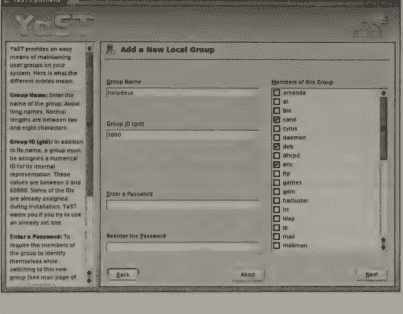 YaST@janneth
YaST
YaST provides an easy
means of maintaining
user groups on your
system. Here is what the
different entries mean.
Group Name: Enter the
name of the group. Avoid
long names. Normal
lengths are between two
and eight characters.
Group ID (gid): In addition
to its name, a group must
be assigned a numerical
ID for its internal
representation. These
values are between 0 and
60000. Some of the IDs
are already assigned
during installation. YaST
warns you if you try to use
an already set one.
Enter a Password: To
require the members of
the group to identify
themselves while
switching to this new
group (see man page of
Add a New Local Group
Group Name
Helpdesk
Group ID (gid)
2000
Enter a Password
Reenter the Password
Members of this Group
amanda
at
bin
carol
cyrus
daemon
deb
dhcpd
eric
ftp
games
gdm
hacluster
irc
ldap
lp
mail
mailman
Back
Abort
Next